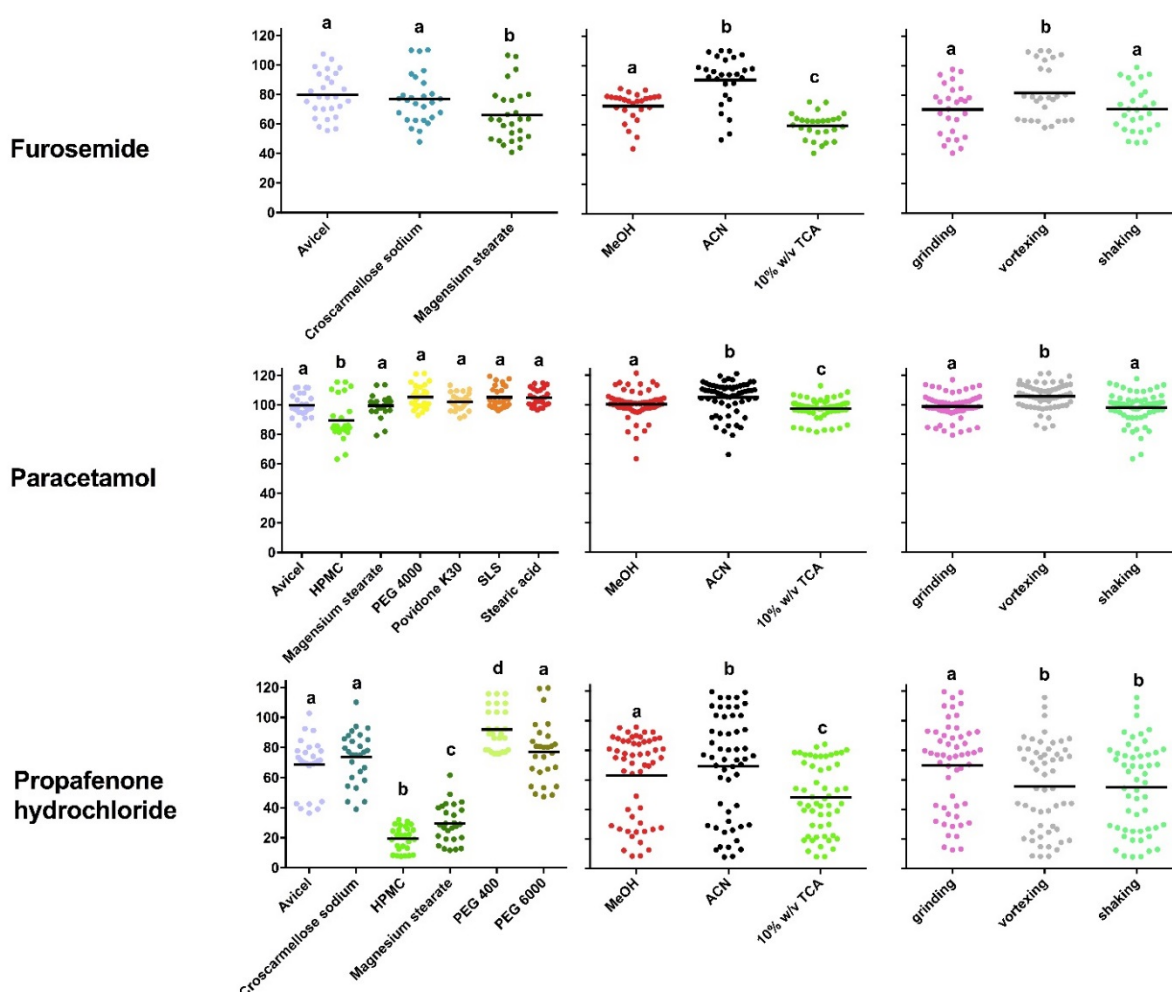 a a b
a b c
a b a
120
100
80
60
40
20
0
Furosemide
Avicel
Croscarmellose sodium
Magensium stearate
MeOH
ACN
10% w/v TCA
grinding
vortexing
shaking
a b a a a a a
a b c
a b a
120
100
80
60
40
20
0
Paracetamol
Avicel
HPMC
Magensium stearate
PEG 4000
Povidone K30
SLS
Stearic acid
MeOH
ACN
10% w/v TCA
grinding
vortexing
shaking
a a b c d a
a b c
a b b
120
100
80
60
40
20
0
Propafenone
hydrochloride
Avicel
Croscarmellose sodium
HPMC
Magnesium stearate
PEG 400
PEG 6000
MeOH
ACN
10% w/v TCA
grinding
vortexing
shaking